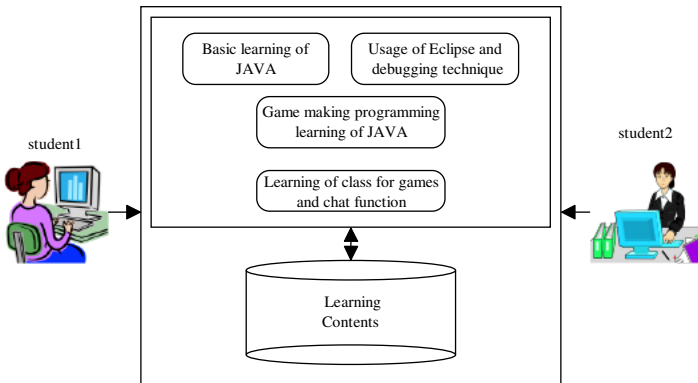 Basic learning of
JAVA
Usage of Eclipse and
debugging technique
Game making programming
learning of JAVA
student1
student2
Learning of class for games
and chat function
Learning
Contents